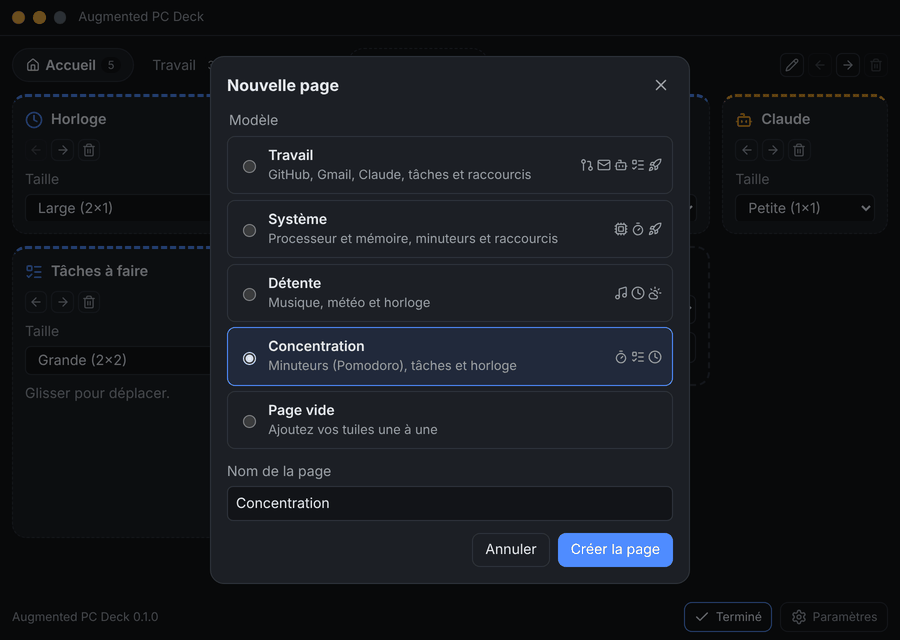 Augmented PC Deck
Accueil 5
Travail
Horloge
Taille
Large (2×1)
Claude
Taille
Petite (1×1)
Tâches à faire
Taille
Grande (2×2)
Glisser pour déplacer.
Nouvelle page
Modèle
Travail
GitHub, Gmail, Claude, tâches et raccourcis
Système
Processeur et mémoire, minuteurs et raccourcis
Détente
Musique, météo et horloge
Concentration
Minuteurs (Pomodoro), tâches et horloge
Page vide
Ajoutez vos tuiles une à une
Nom de la page
Concentration
Annuler
Créer la page
Augmented PC Deck 0.1.0
Terminé
Paramètres